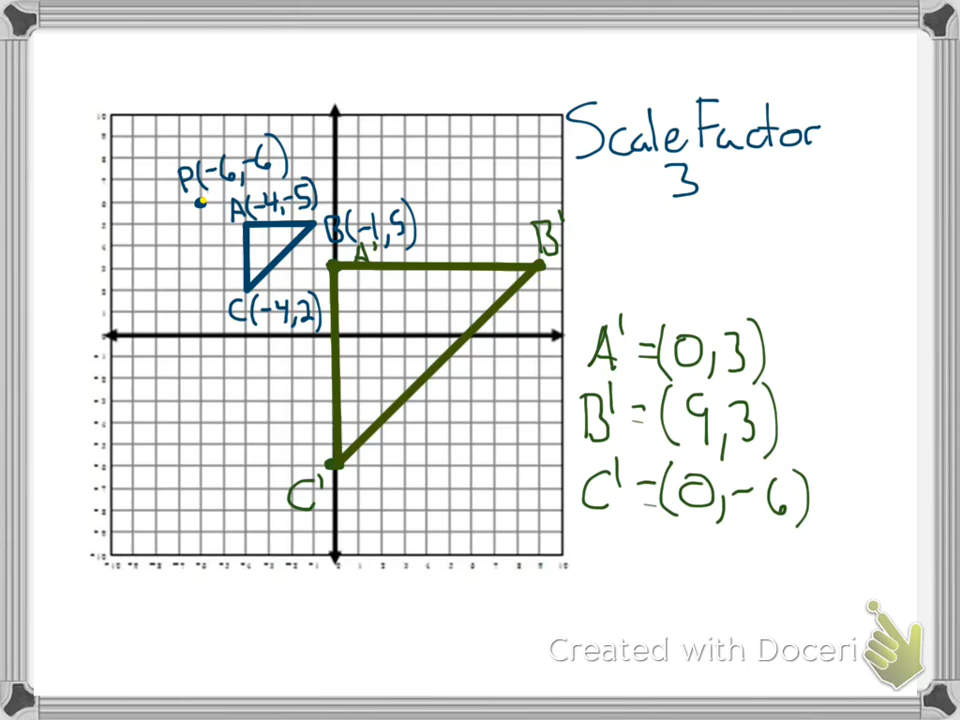 Scale Factor
3
P(-6,-6)
A(-4,-5)
B(-1,5)
A'
B'
C(-4,2)
C'
A'=(0,3)
B'=(9,3)
C'=(0,-6)
Created with Doceri